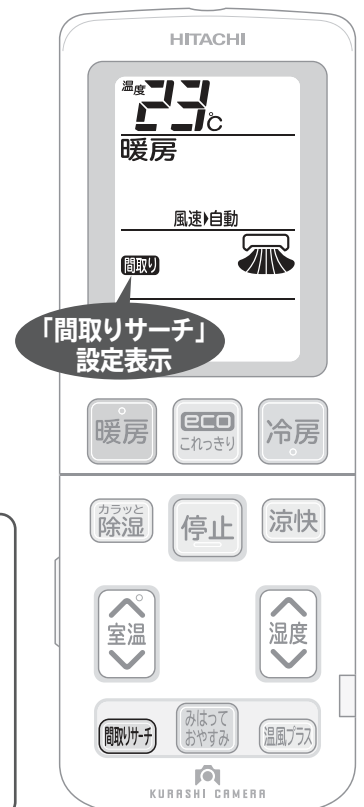 HITACHI
温度 23℃
暖房
風速▶自動
間取り
「間取りサーチ」
設定表示
暖房
eco
これっきり
冷房
カラッと
除湿
停止
涼快
室温
湿度
間取りサーチ
みはって
おやすみ
温風プラス
KURASHI CAMERA